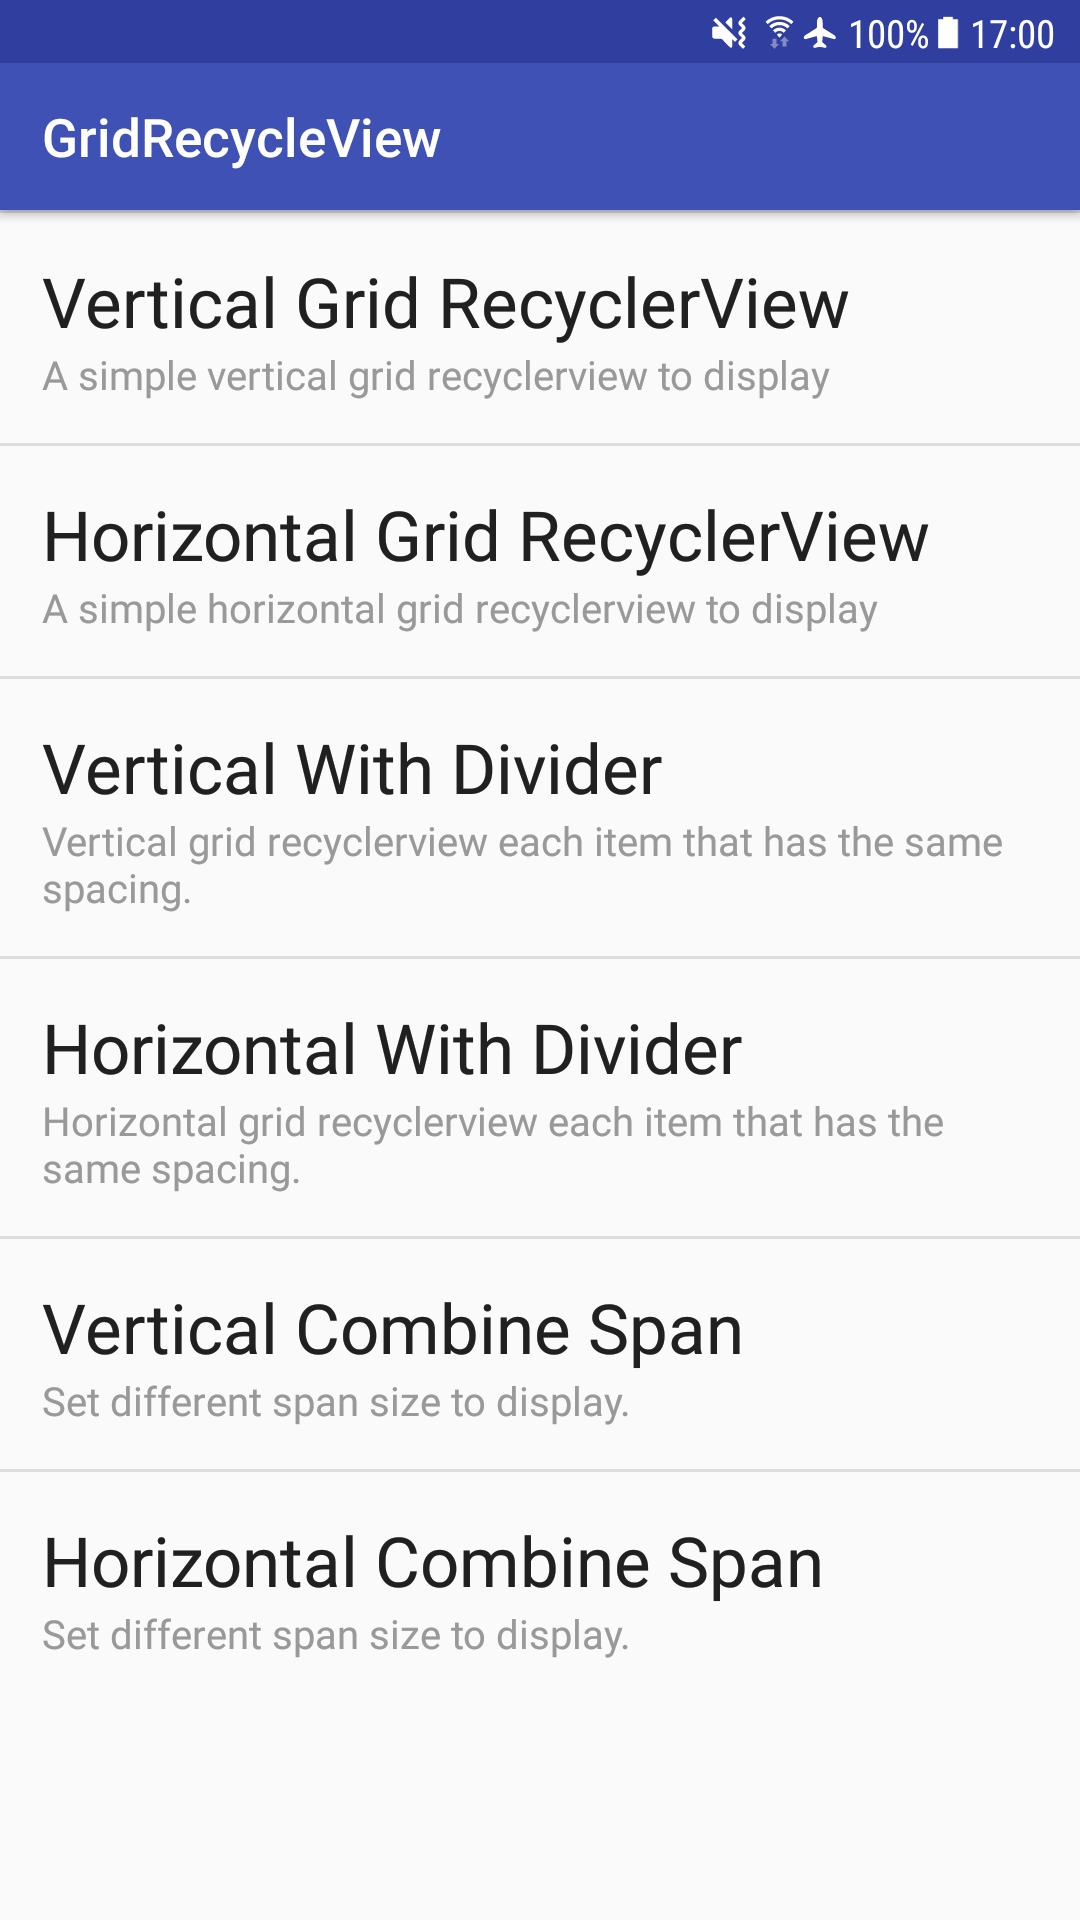 100% 17:00
GridRecycleView
Vertical Grid RecyclerView
A simple vertical grid recyclerview to display
Horizontal Grid RecyclerView
A simple horizontal grid recyclerview to display
Vertical With Divider
Vertical grid recyclerview each item that has the same
spacing.
Horizontal With Divider
Horizontal grid recyclerview each item that has the
same spacing.
Vertical Combine Span
Set different span size to display.
Horizontal Combine Span
Set different span size to display.